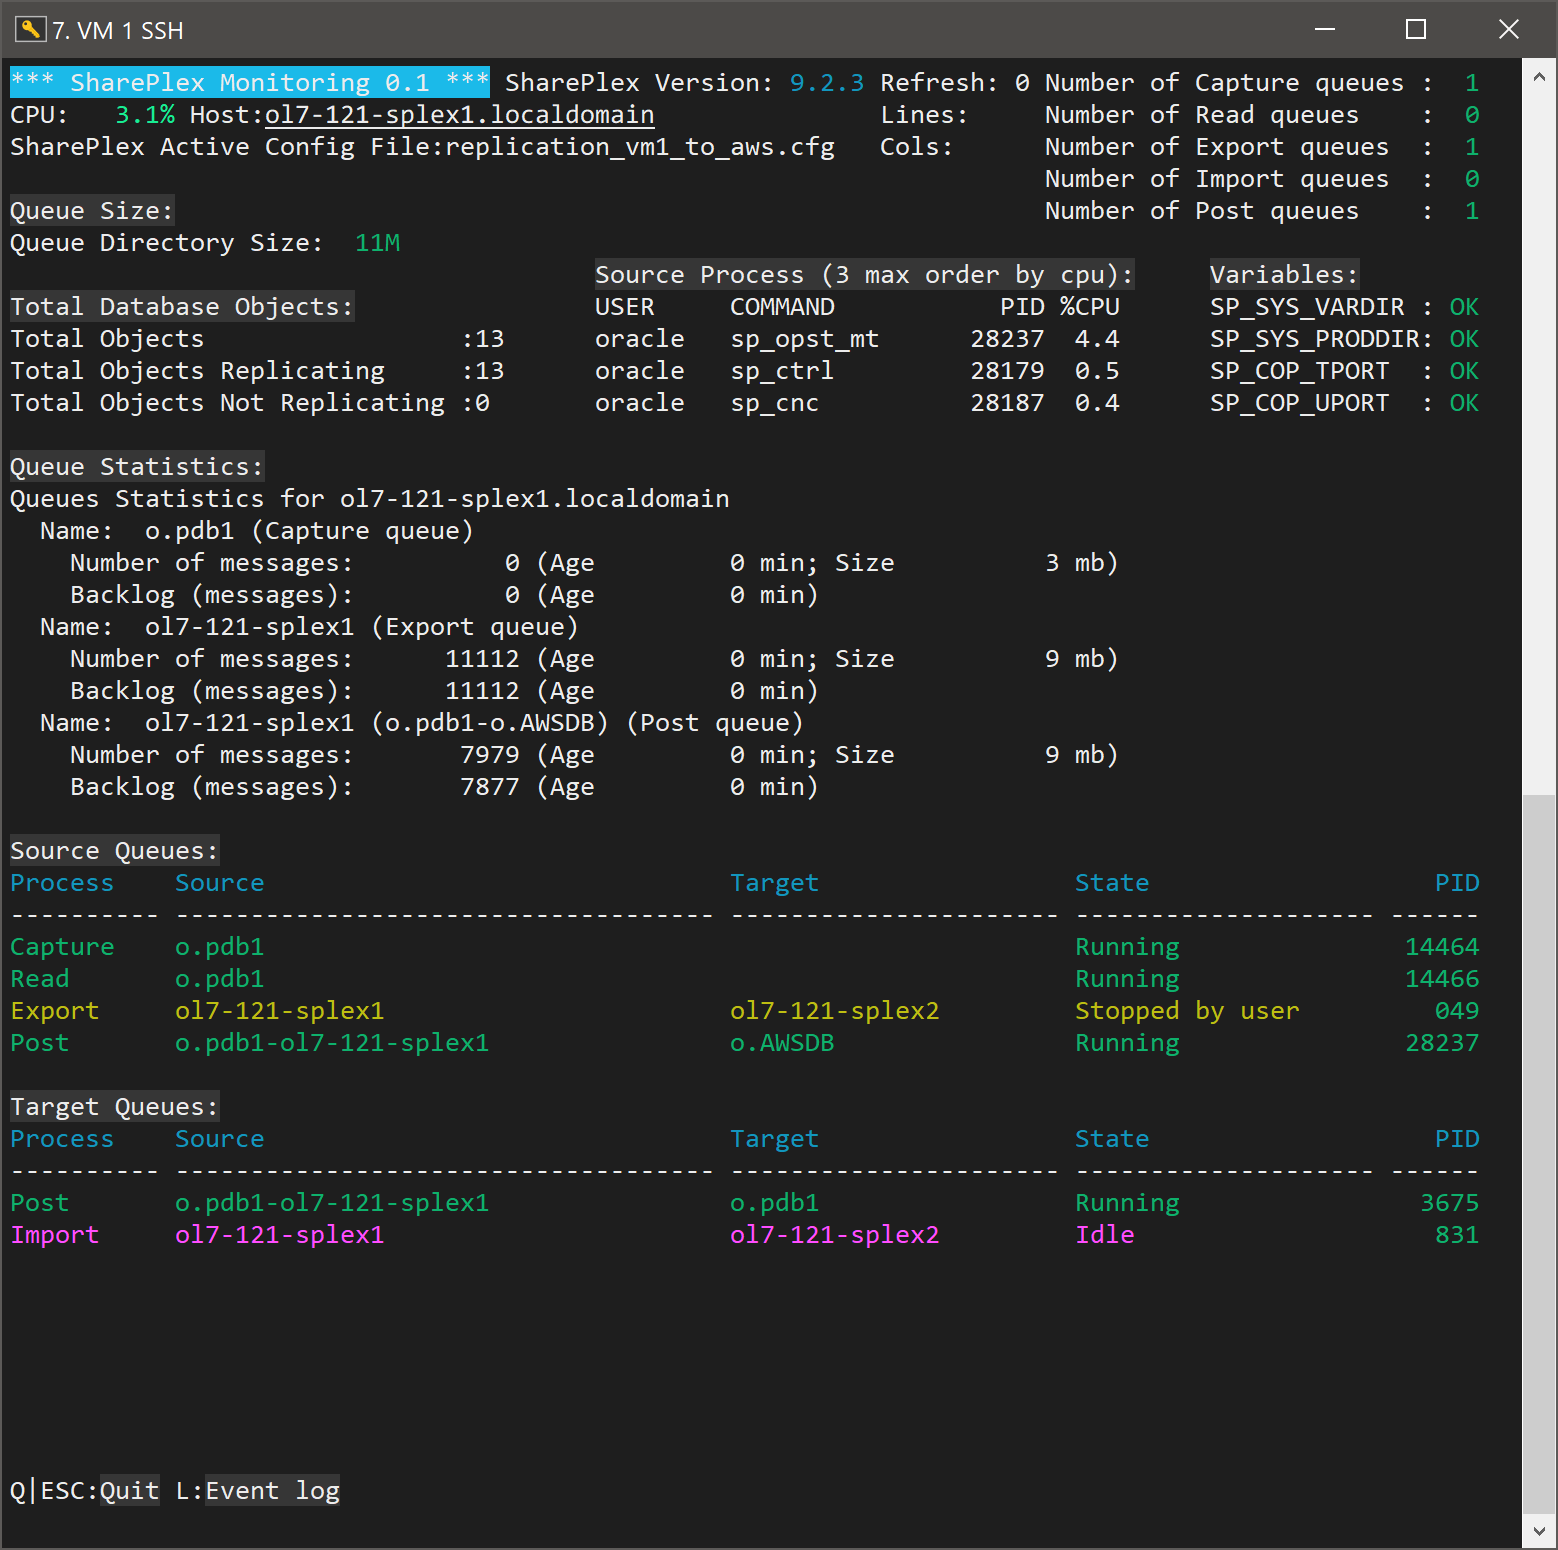 7. VM 1 SSH
*** SharePlex Monitoring 0.1 *** SharePlex Version: 9.2.3 Refresh: 0 Number of Capture queues :  1
CPU:   3.1% Host:ol7-121-splex1.localdomain               Lines:     Number of Read queues    :  0
SharePlex Active Config File:replication_vm1_to_aws.cfg   Cols:      Number of Export queues  :  1
                                                                     Number of Import queues  :  0
Queue Size:                                                          Number of Post queues    :  1
Queue Directory Size:  11M
                                       Source Process (3 max order by cpu):     Variables:
Total Database Objects:                USER     COMMAND           PID %CPU      SP_SYS_VARDIR : OK
Total Objects                 :13      oracle   sp_opst_mt      28237  4.4      SP_SYS_PRODDIR: OK
Total Objects Replicating     :13      oracle   sp_ctrl         28179  0.5      SP_COP_TPORT  : OK
Total Objects Not Replicating :0       oracle   sp_cnc          28187  0.4      SP_COP_UPORT  : OK
Queue Statistics:
Queues Statistics for ol7-121-splex1.localdomain
  Name:  o.pdb1 (Capture queue)
    Number of messages:          0 (Age         0 min; Size          3 mb)
    Backlog (messages):          0 (Age         0 min)
  Name:  ol7-121-splex1 (Export queue)
    Number of messages:      11112 (Age         0 min; Size          9 mb)
    Backlog (messages):      11112 (Age         0 min)
  Name:  ol7-121-splex1 (o.pdb1-o.AWSDB) (Post queue)
    Number of messages:       7979 (Age         0 min; Size          9 mb)
    Backlog (messages):       7877 (Age         0 min)
Source Queues:
Process    Source                               Target                 State                   PID
---------- ------------------------------------ ---------------------- -------------------- ------
Capture    o.pdb1                                                      Running               14464
Read       o.pdb1                                                      Running               14466
Export     ol7-121-splex1                       ol7-121-splex2         Stopped by user         049
Post       o.pdb1-ol7-121-splex1                o.AWSDB                Running               28237
Target Queues:
Process    Source                               Target                 State                   PID
---------- ------------------------------------ ---------------------- -------------------- ------
Post       o.pdb1-ol7-121-splex1                o.pdb1                 Running                3675
Import     ol7-121-splex1                       ol7-121-splex2         Idle                    831
Q|ESC:Quit L:Event log